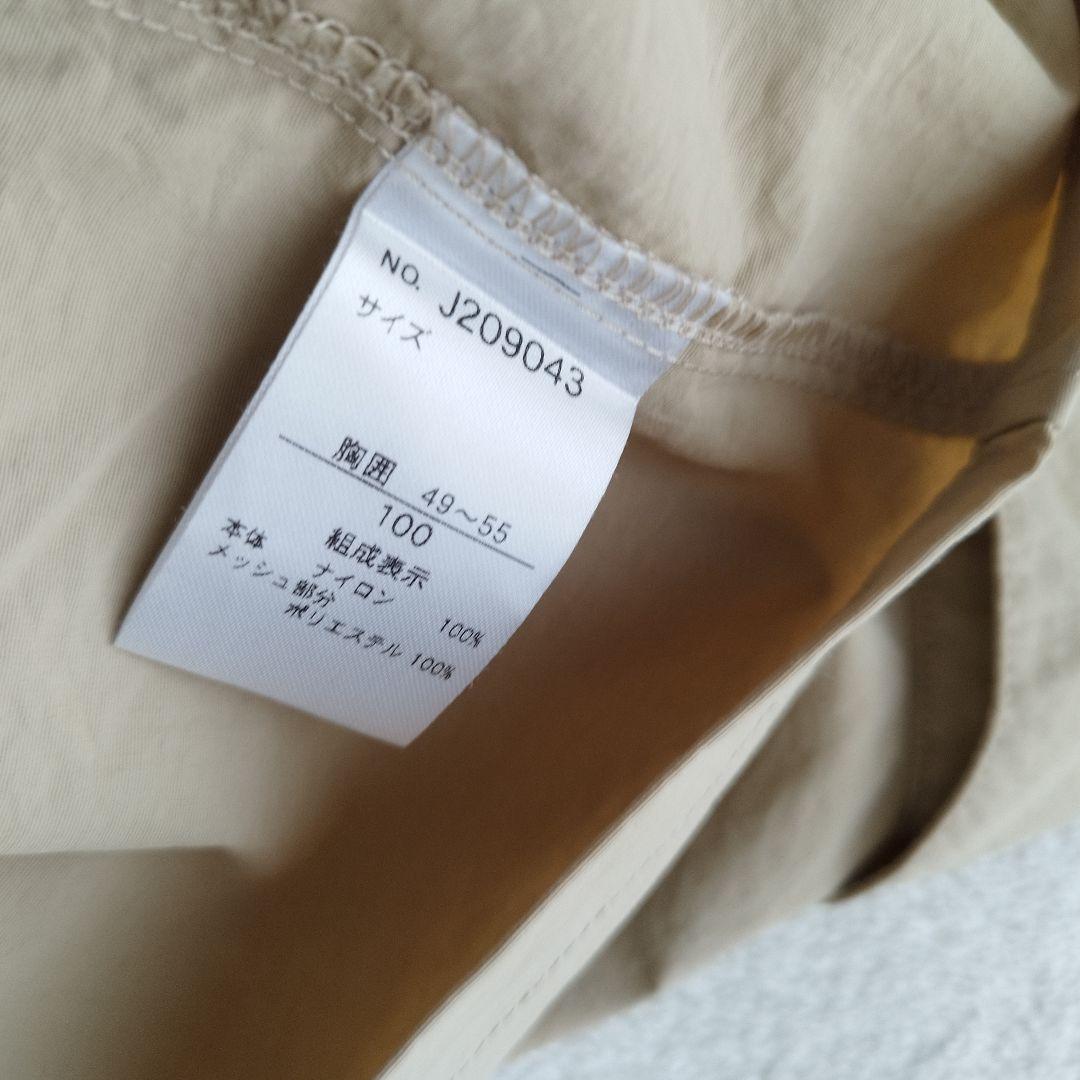 NO. J209043
サイズ
胸囲 49～55
100
組成表示
本体 ナイロン 100%
メッシュ部分
ポリエステル 100%